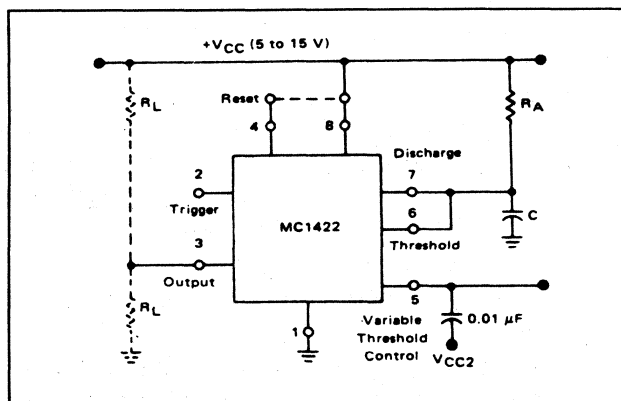 +VCC (5 to 15 V)
RL
Reset
4
8
RA
2
Trigger
Discharge
7
MC1422
6
Threshold
C
3
Output
RL
1
5
Variable
Threshold
Control
0.01 µF
VCC2